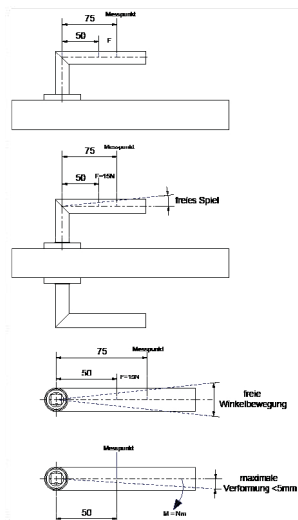 75 Messpunkt
50 F
75 Messpunkt
50 F=15N
freies Spiel
75 Messpunkt
50 F=15N
freie
Winkelbewegung
Messpunkt
maximale
Verformung <5mm
M = Nm
50